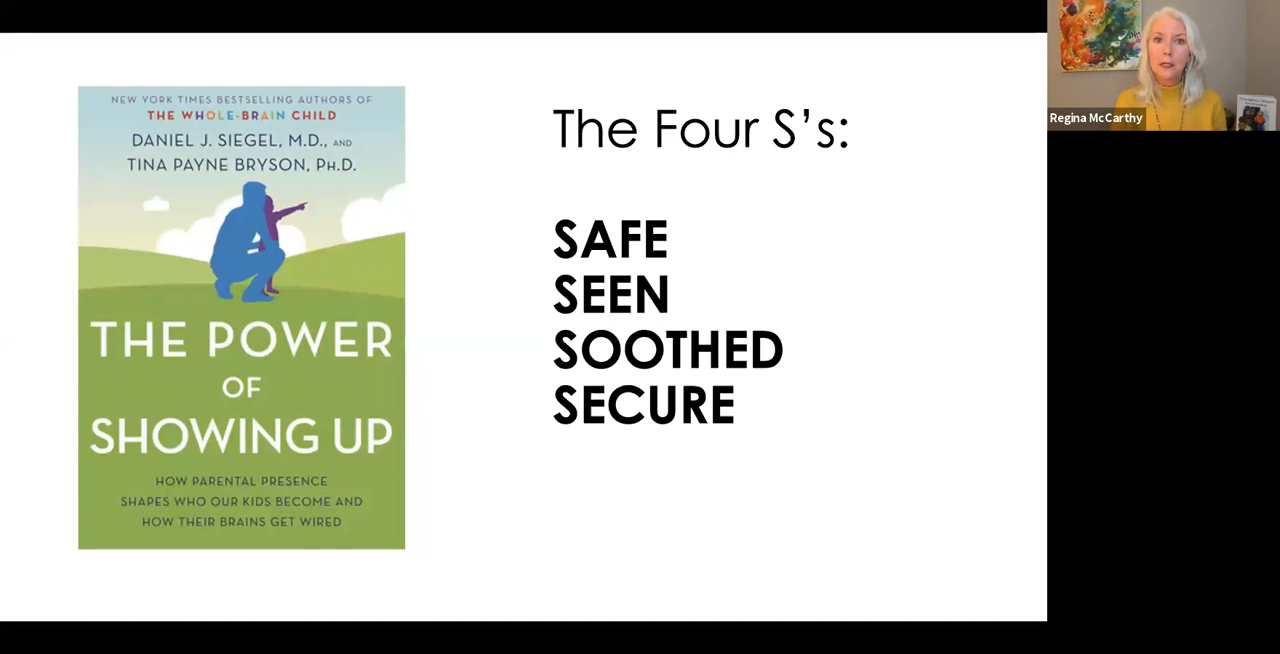 NEW YORK TIMES BESTSELLING AUTHORS OF
THE WHOLE-BRAIN CHILD
DANIEL J. SIEGEL, M.D., AND
TINA PAYNE BRYSON, PH.D.
THE POWER
OF
SHOWING UP
HOW PARENTAL PRESENCE
SHAPES WHO OUR KIDS BECOME AND
HOW THEIR BRAINS GET WIRED
The Four S’s:
SAFE
SEEN
SOOTHED
SECURE
Regina McCarthy